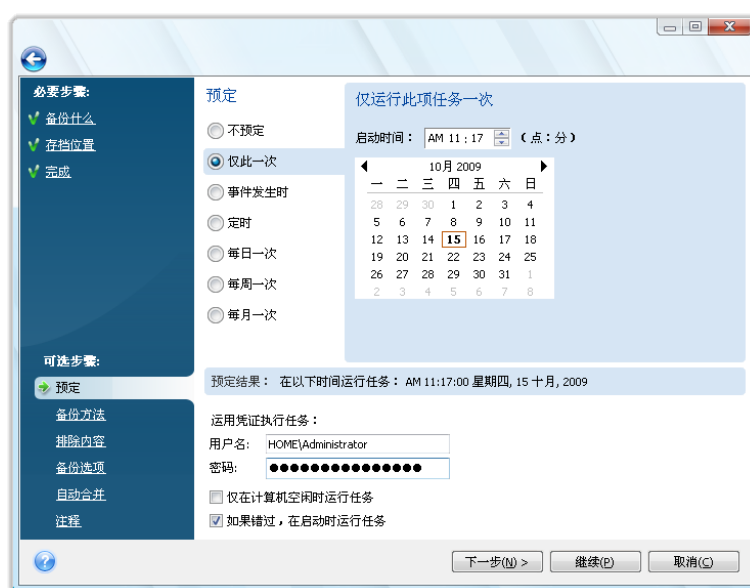 必要步骤:
备份什么
存档位置
完成
可选步骤:
预定
备份方法
排除内容
备份选项
自动合并
注释
预定
不预定
仅此一次
事件发生时
定时
每日一次
每周一次
每月一次
仅运行此项任务一次
启动时间： AM 11 : 17 （点：分）
10月 2009
一 二 三 四 五 六 日
28 29 30 1 2 3 4
5 6 7 8 9 10 11
12 13 14 15 16 17 18
19 20 21 22 23 24 25
26 27 28 29 30 31 1
2 3 4 5 6 7 8
预定结果： 在以下时间运行任务： AM 11:17:00 星期四, 15 十月, 2009
运用凭证执行任务：
用户名: HOME\Administrator
密码: ●●●●●●●●●●●●●●●
仅在计算机空闲时运行任务
如果错过，在启动时运行任务
下一步(N) > 继续(P) 取消(C)